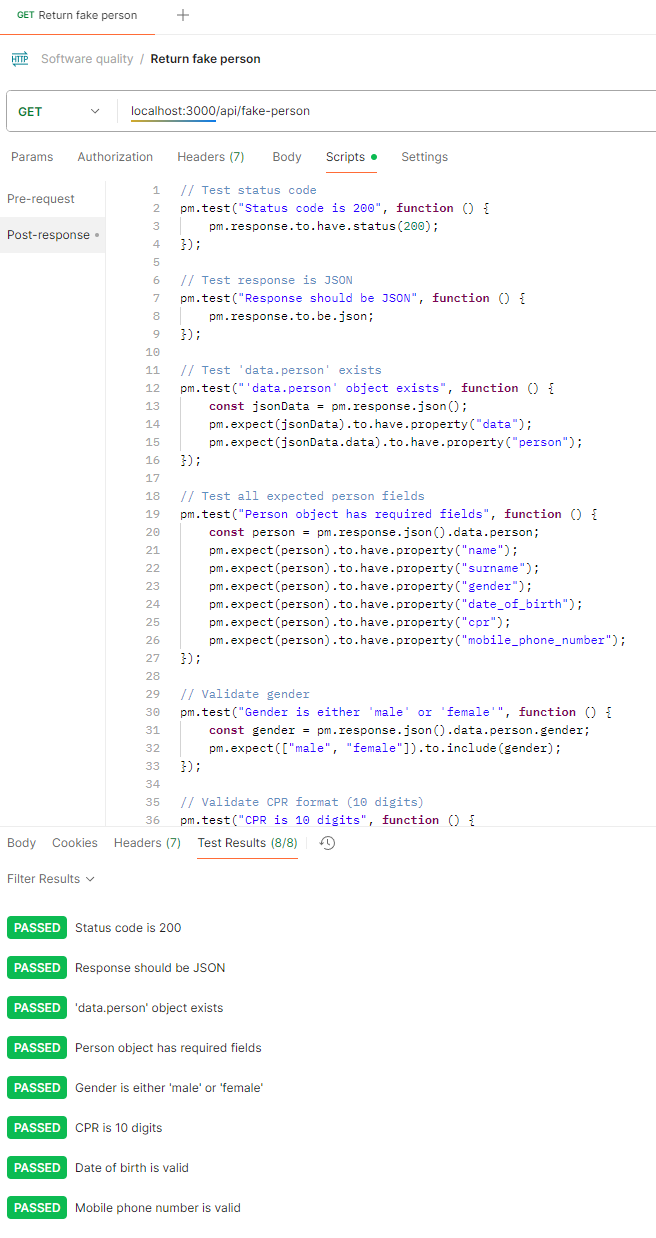 GET Return fake person +
HTTP Software quality / Return fake person
GET localhost:3000/api/fake-person
Params Authorization Headers (7) Body Scripts Settings
Pre-request
Post-response
1 // Test status code
2 pm.test("Status code is 200", function () {
3 pm.response.to.have.status(200);
4 });
5
6 // Test response is JSON
7 pm.test("Response should be JSON", function () {
8 pm.response.to.be.json;
9 });
10
11 // Test 'data.person' exists
12 pm.test("'data.person' object exists", function () {
13 const jsonData = pm.response.json();
14 pm.expect(jsonData).to.have.property("data");
15 pm.expect(jsonData.data).to.have.property("person");
16 });
17
18 // Test all expected person fields
19 pm.test("Person object has required fields", function () {
20 const person = pm.response.json().data.person;
21 pm.expect(person).to.have.property("name");
22 pm.expect(person).to.have.property("surname");
23 pm.expect(person).to.have.property("gender");
24 pm.expect(person).to.have.property("date_of_birth");
25 pm.expect(person).to.have.property("cpr");
26 pm.expect(person).to.have.property("mobile_phone_number");
27 });
28
29 // Validate gender
30 pm.test("Gender is either 'male' or 'female'", function () {
31 const gender = pm.response.json().data.person.gender;
32 pm.expect(["male", "female"]).to.include(gender);
33 });
34
35 // Validate CPR format (10 digits)
36 pm.test("CPR is 10 digits", function () {
Body Cookies Headers (7) Test Results (8/8)
Filter Results
PASSED Status code is 200
PASSED Response should be JSON
PASSED 'data.person' object exists
PASSED Person object has required fields
PASSED Gender is either 'male' or 'female'
PASSED CPR is 10 digits
PASSED Date of birth is valid
PASSED Mobile phone number is valid